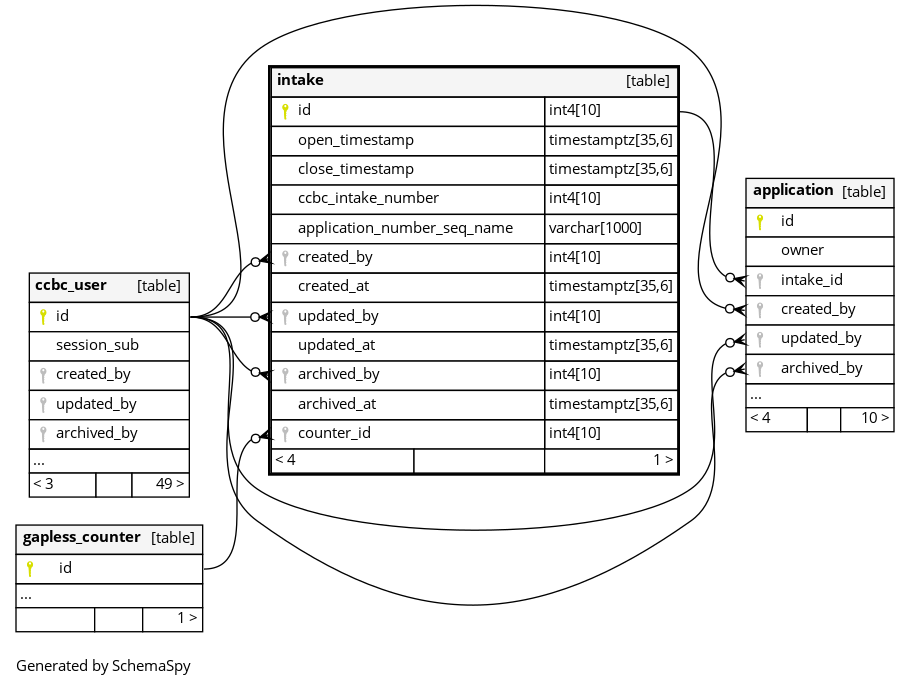 intake [table]
id int4[10]
open_timestamp timestamptz[35,6]
close_timestamp timestamptz[35,6]
ccbc_intake_number int4[10]
application_number_seq_name varchar[1000]
created_by int4[10]
created_at timestamptz[35,6]
updated_by int4[10]
updated_at timestamptz[35,6]
archived_by int4[10]
archived_at timestamptz[35,6]
counter_id int4[10]
< 4 1 >
application [table]
id
owner
intake_id
created_by
updated_by
archived_by
...
< 4 10 >
ccbc_user [table]
id
session_sub
created_by
updated_by
archived_by
...
< 3 49 >
gapless_counter [table]
id
...
1 >
Generated by SchemaSpy